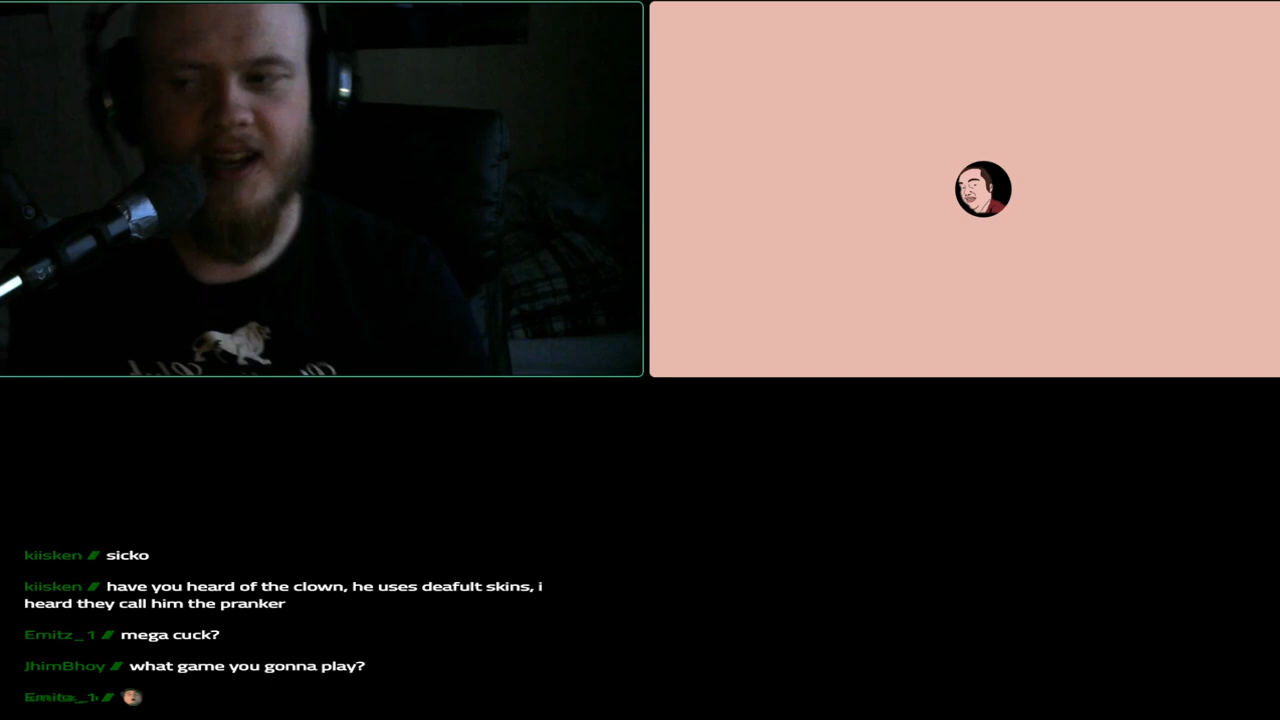 kiisken // sicko
kiisken // have you heard of the clown, he uses deafult skins, i
heard they call him the pranker
Emitz_1 // mega cuck?
JhimBhoy // what game you gonna play?
Emitz_1 //